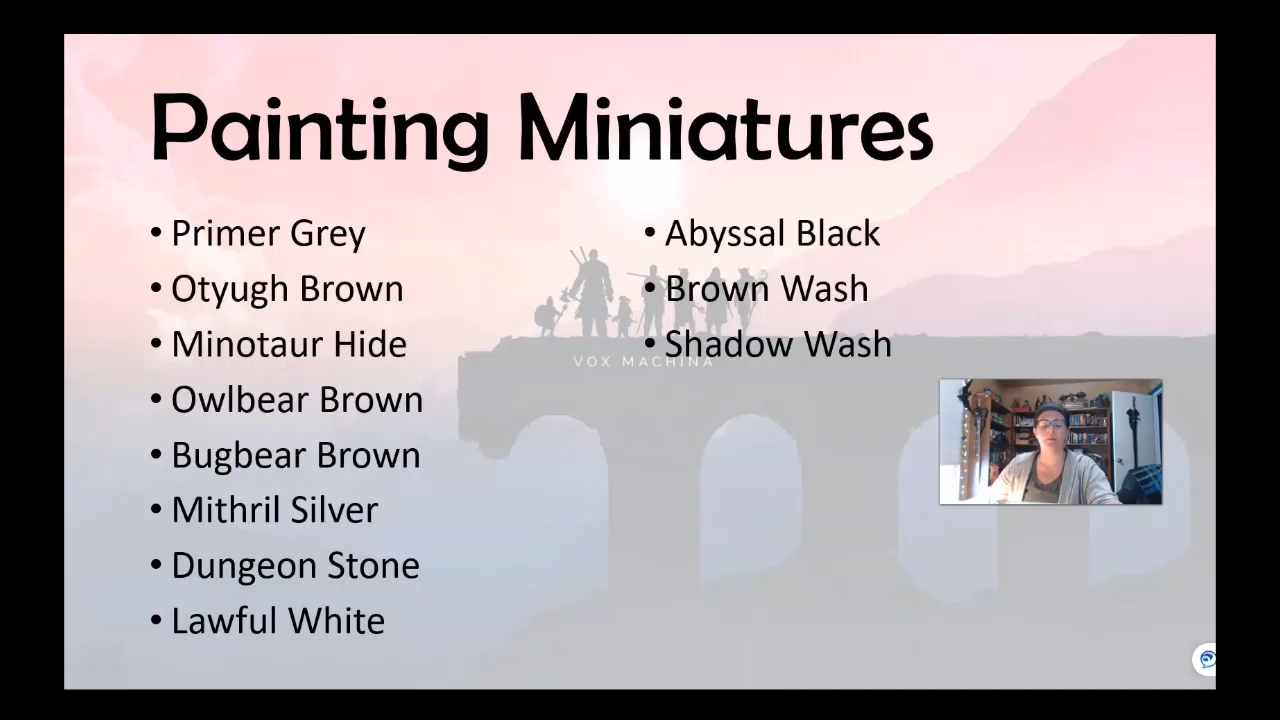 Painting Miniatures
• Primer Grey
• Otyugh Brown
• Minotaur Hide
• Owlbear Brown
• Bugbear Brown
• Mithril Silver
• Dungeon Stone
• Lawful White
• Abyssal Black
• Brown Wash
• Shadow Wash
VOX MACHINA